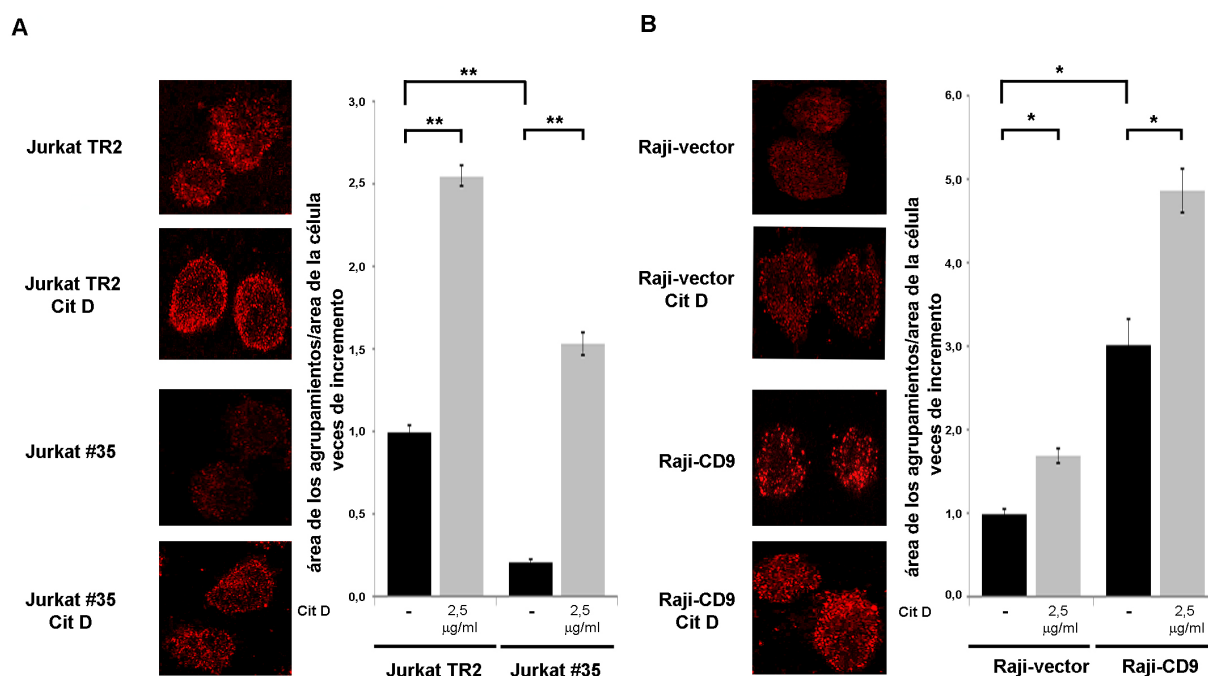 A
Jurkat TR2
Jurkat TR2
Cit D
Jurkat #35
Jurkat #35
Cit D
área de los agrupamientos/area de la célula
veces de incremento
3,0
2,5
1,5
1,0
0,5
0,0
**
**
**
Cit D
-
2,5
µg/ml
-
2,5
µg/ml
Jurkat TR2
Jurkat #35
B
Raji-vector
Raji-vector
Cit D
Raji-CD9
Raji-CD9
Cit D
área de los agrupamientos/area de la célula
veces de incremento
6,0
5,0
4,0
3,0
2,0
1,0
0,0
*
*
*
Cit D
-
2,5
µg/ml
-
2,5
µg/ml
Raji-vector
Raji-CD9